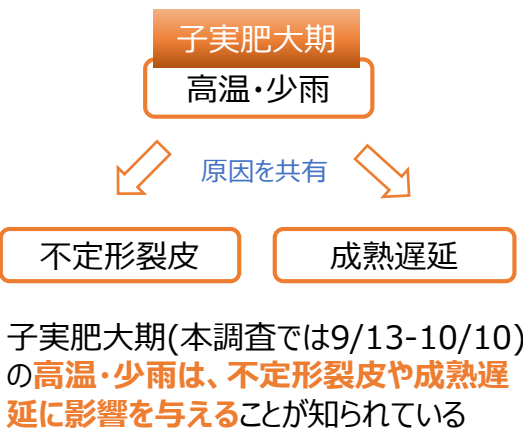 子実肥大期
高温・少雨
原因を共有
不定形裂皮
成熟遅延
子実肥大期(本調査では9/13-10/10)
の高温・少雨は、不定形裂皮や成熟遅
延に影響を与えることが知られている